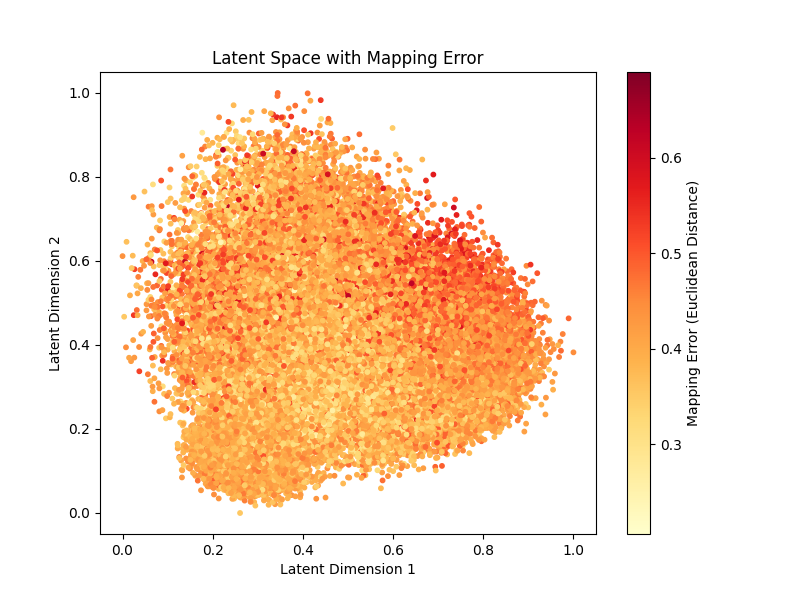 Latent Space with Mapping Error
1.0
0.8
0.6
0.4
0.2
0.0
Latent Dimension 2
0.0 0.2 0.4 0.6 0.8 1.0
Latent Dimension 1
0.6
0.5
0.4
0.3
Mapping Error (Euclidean Distance)